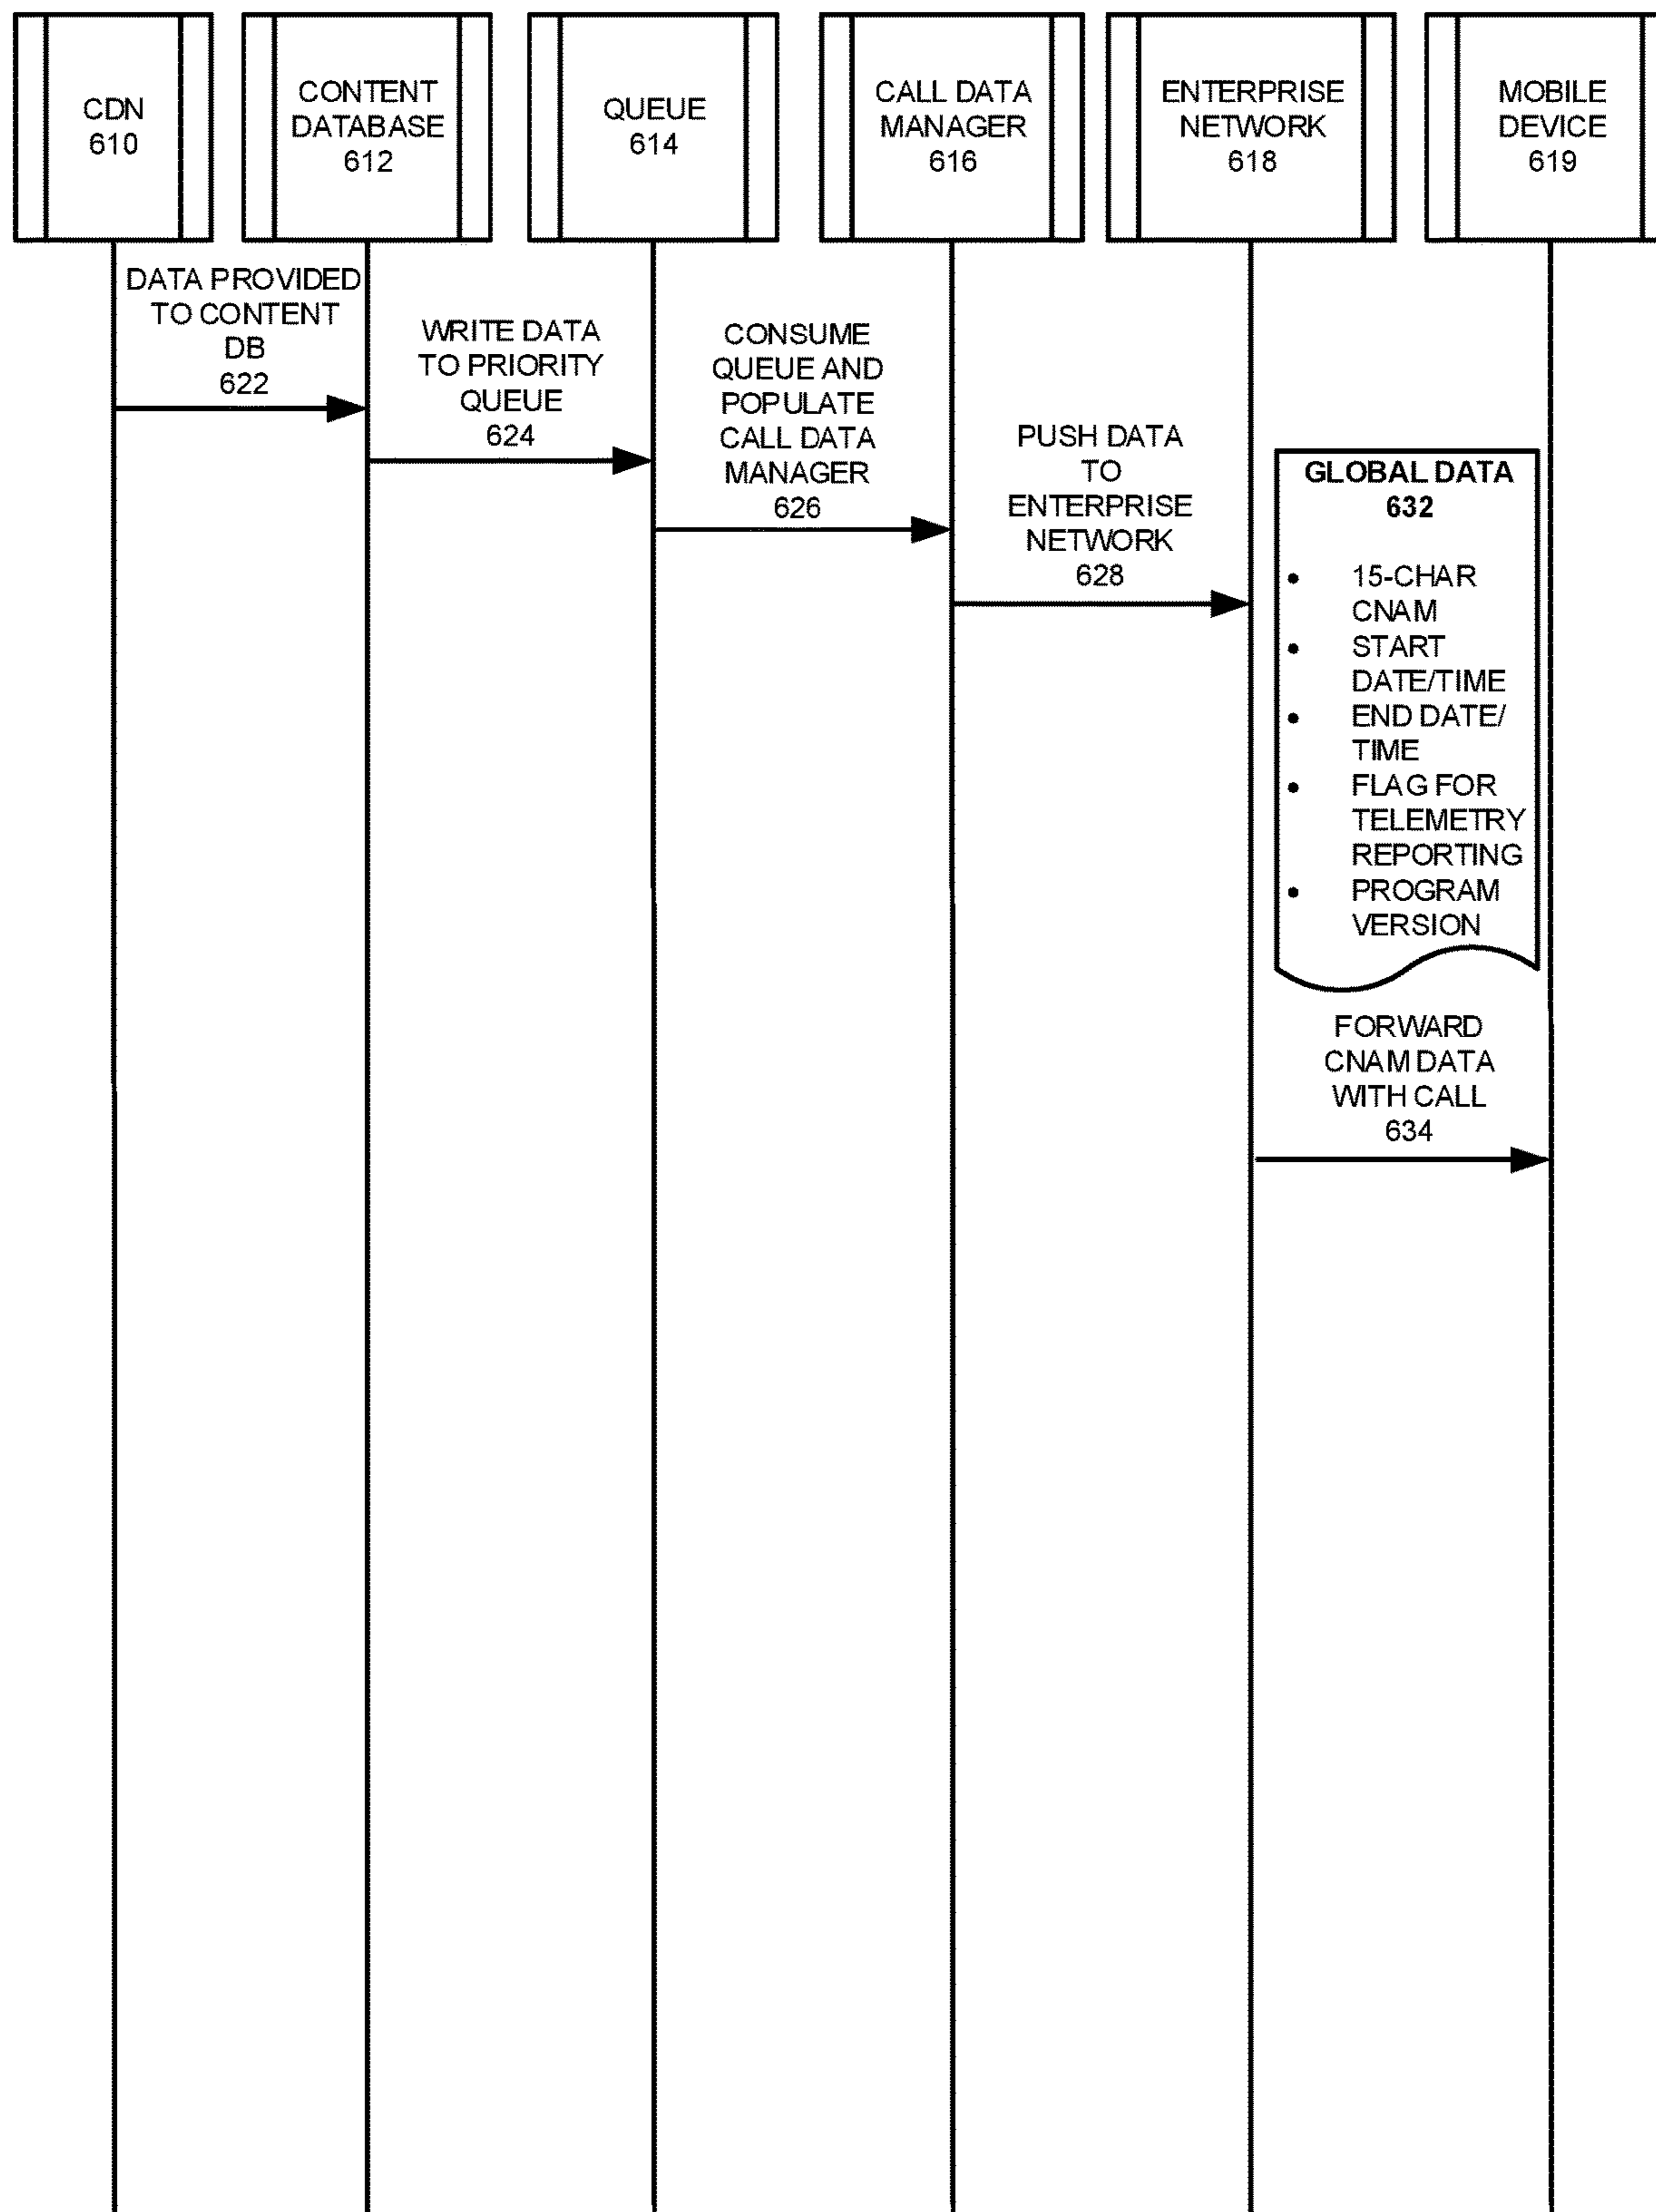 CDN
610
CONTENT
DATABASE
612
QUEUE
614
CALL DATA
MANAGER
616
ENTERPRISE
NETWORK
618
MOBILE
DEVICE
619
DATA PROVIDED
TO CONTENT
DB
622
WRITE DATA
TO PRIORITY
QUEUE
624
CONSUME
QUEUE AND
POPULATE
CALL DATA
MANAGER
626
PUSH DATA
TO
ENTERPRISE
NETWORK
628
GLOBAL DATA
632
• 15-CHAR
CNAM
• START
DATE/TIME
• END DATE/
TIME
• FLAG FOR
TELEMETRY
REPORTING
• PROGRAM
VERSION
FORWARD
CNAM DATA
WITH CALL
634